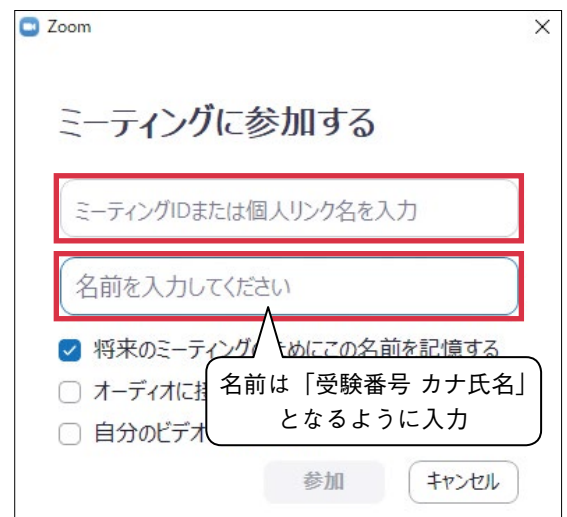 Zoom
ミーティングに参加する
ミーティングIDまたは個人リンク名を入力
名前を入力してください
将来のミーティングのためにこの名前を記憶する
オーディオに接
名前は「受験番号 カナ氏名」
となるように入力
自分のビデオ
参加
キャンセル